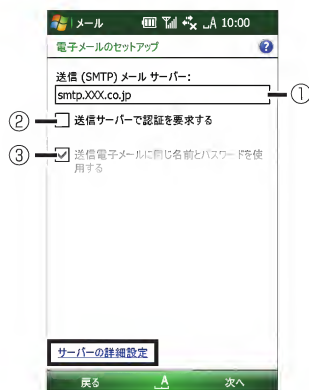 メール 10:00
電子メールのセットアップ
送信 (SMTP) メール サーバー:
smtp.XXX.co.jp
①
② 送信サーバーで認証を要求する
③ 送信電子メールに同じ名前とパスワードを使
用する
サーバーの詳細設定
戻る A 次へ